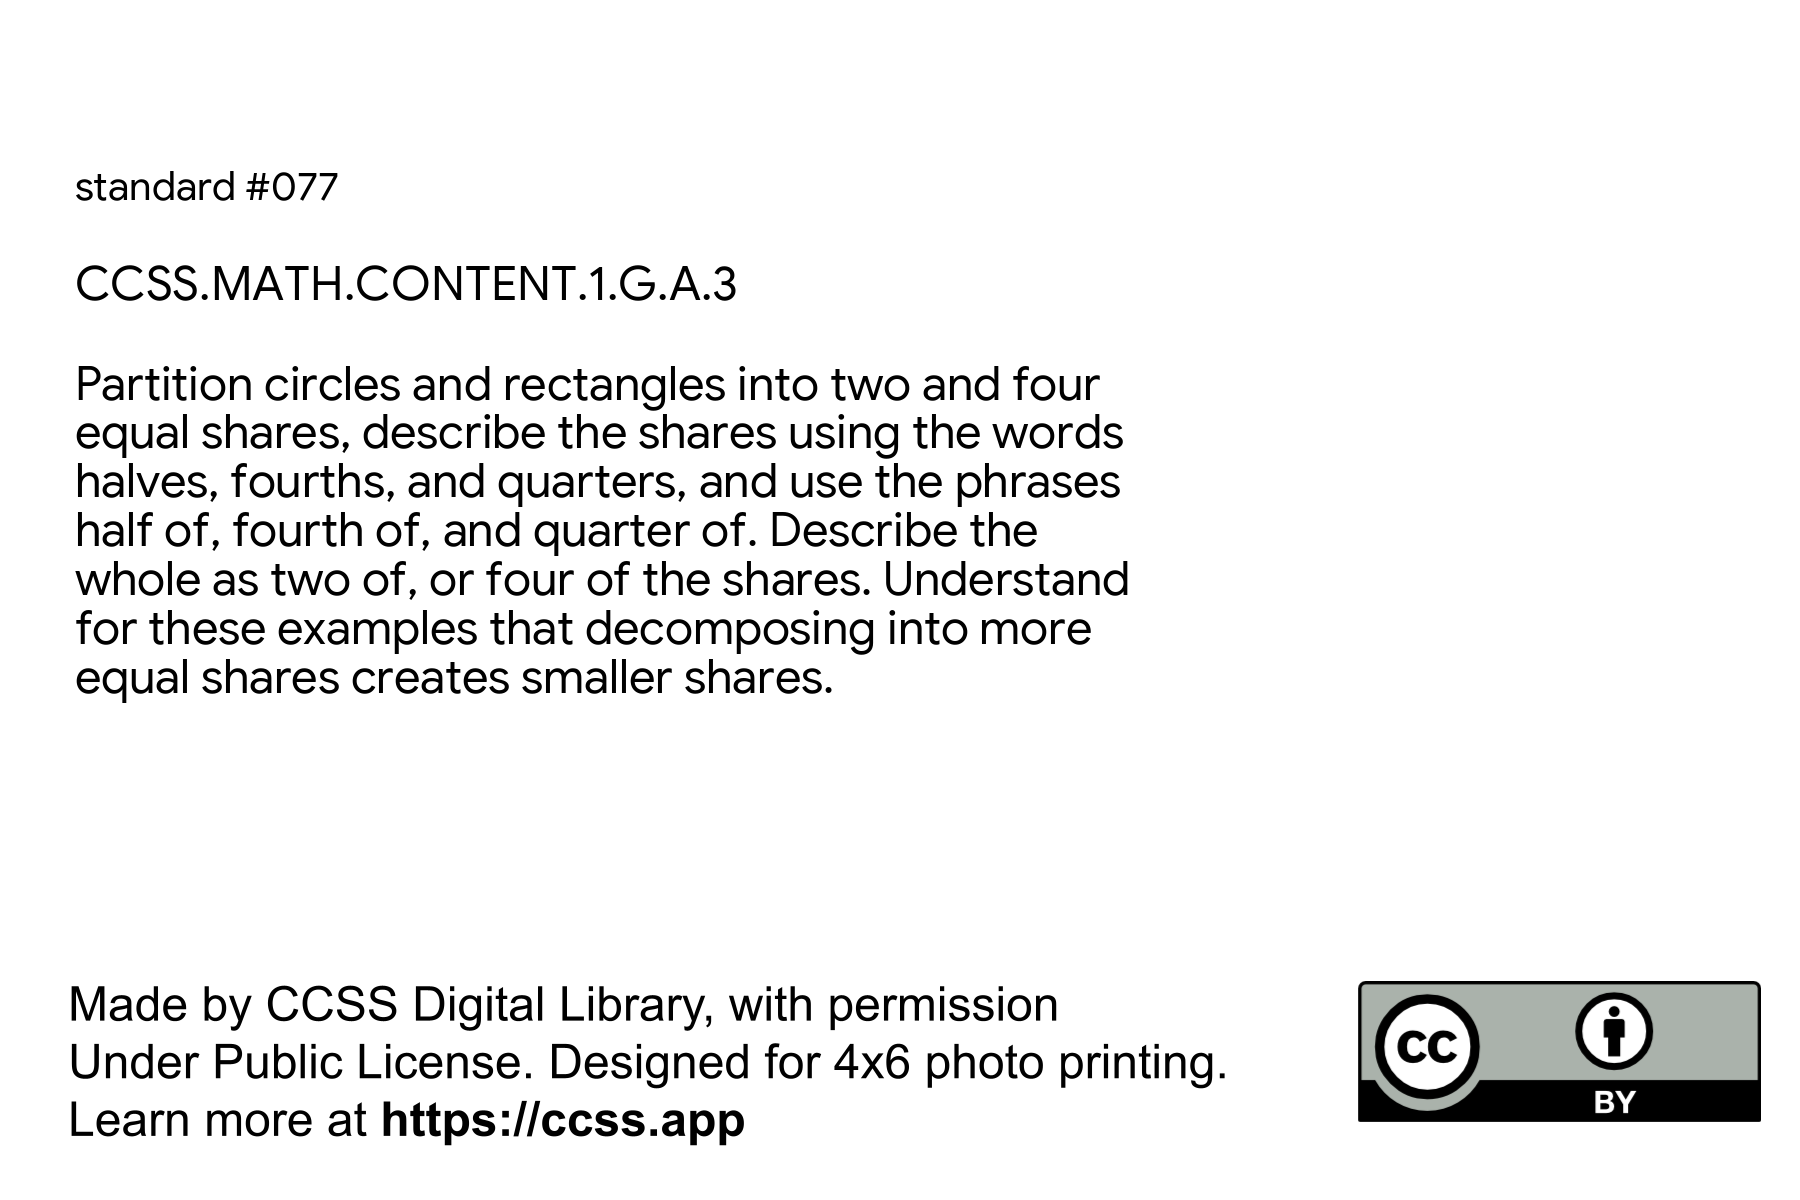 standard #077
CCSS.MATH.CONTENT.1.G.A.3
Partition circles and rectangles into two and four
equal shares, describe the shares using the words
halves, fourths, and quarters, and use the phrases
half of, fourth of, and quarter of. Describe the
whole as two of, or four of the shares. Understand
for these examples that decomposing into more
equal shares creates smaller shares.
Made by CCSS Digital Library, with permission
Under Public License. Designed for 4x6 photo printing.
Learn more at https://ccss.app
cc
BY